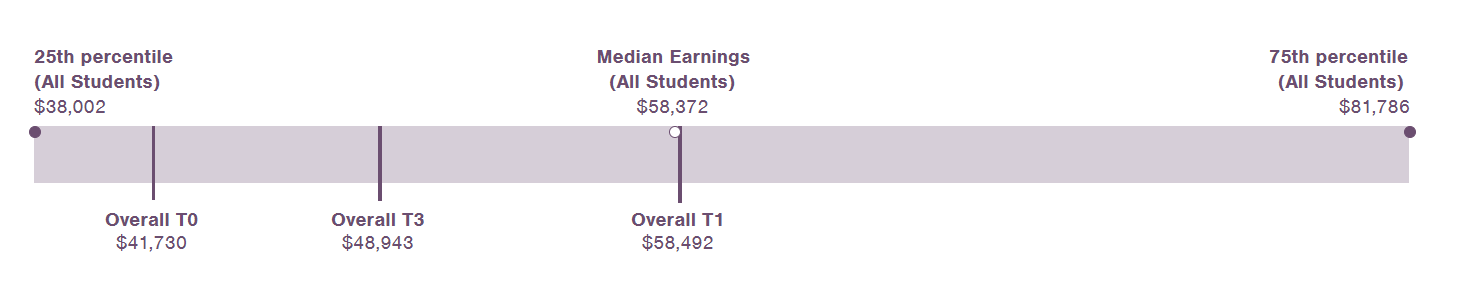 25th percentile
(All Students)
$38,002
Median Earnings
(All Students)
$58,372
75th percentile
(All Students)
$81,786
Overall T0
$41,730
Overall T3
$48,943
Overall T1
$58,492